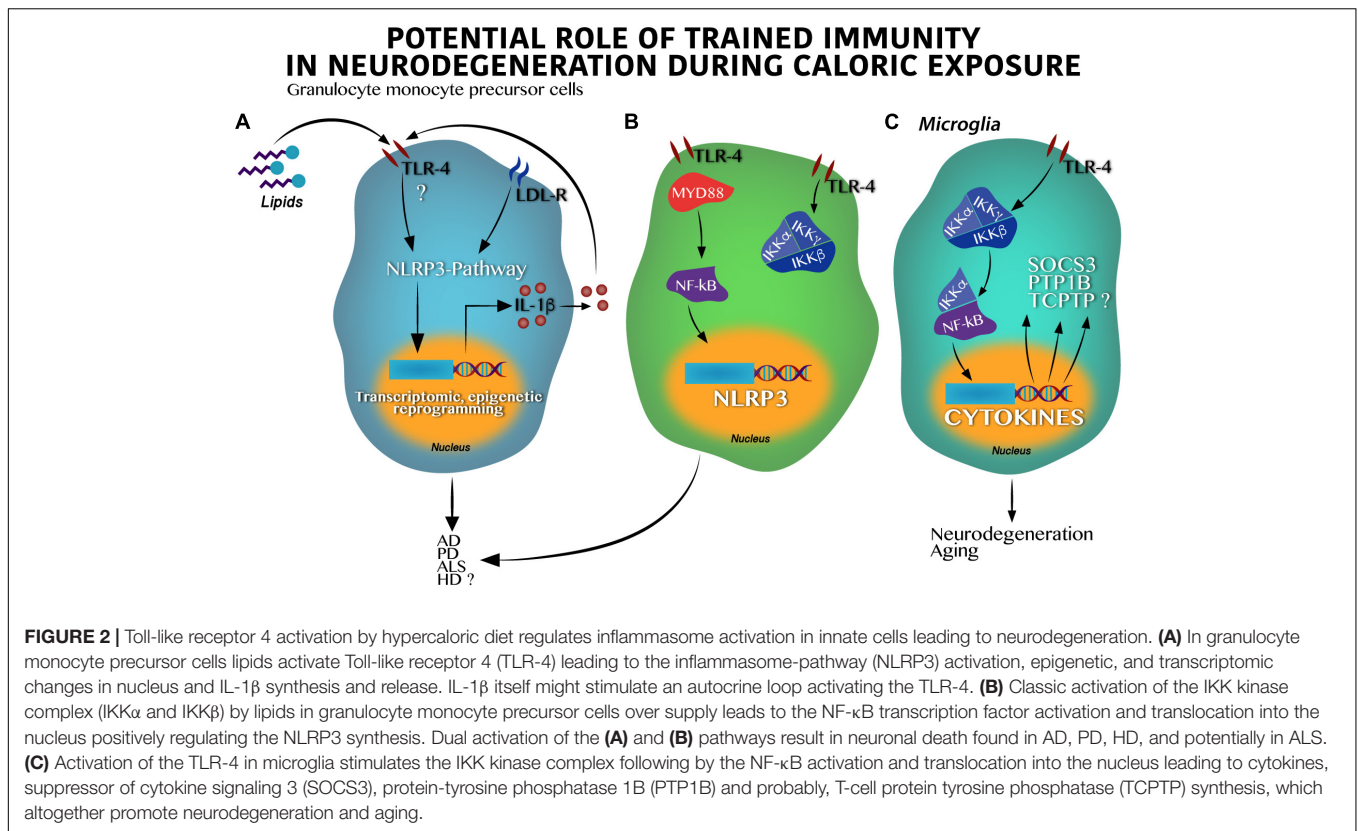 POTENTIAL ROLE OF TRAINED IMMUNITY
IN NEURODEGENERATION DURING CALORIC EXPOSURE
Granulocyte monocyte precursor cells
A
Lipids
TLR-4
?
LDL-R
NLRP3-Pathway
IL-1β
Transcriptomic, epigenetic
reprogramming
Nucleus
AD
PD
ALS
HD ?
B
TLR-4
MYD88
NF-kB
TLR-4
IKKα
IKKγ
IKKβ
NLRP3
Nucleus
C
Microglia
TLR-4
IKKα
IKKγ
IKKβ
IKKα
NF-kB
SOCS3
PTP1B
TCPTP ?
CYTOKINES
Nucleus
Neurodegeneration
Aging
FIGURE 2 | Toll-like receptor 4 activation by hypercaloric diet regulates inflammasome activation in innate cells leading to neurodegeneration. (A) In granulocyte
monocyte precursor cells lipids activate Toll-like receptor 4 (TLR-4) leading to the inflammasome-pathway (NLRP3) activation, epigenetic, and transcriptomic
changes in nucleus and IL-1β synthesis and release. IL-1β itself might stimulate an autocrine loop activating the TLR-4. (B) Classic activation of the IKK kinase
complex (IKKα and IKKβ) by lipids in granulocyte monocyte precursor cells over supply leads to the NF-κB transcription factor activation and translocation into the
nucleus positively regulating the NLRP3 synthesis. Dual activation of the (A) and (B) pathways result in neuronal death found in AD, PD, HD, and potentially in ALS.
(C) Activation of the TLR-4 in microglia stimulates the IKK kinase complex following by the NF-κB activation and translocation into the nucleus leading to cytokines,
suppressor of cytokine signaling 3 (SOCS3), protein-tyrosine phosphatase 1B (PTP1B) and probably, T-cell protein tyrosine phosphatase (TCPTP) synthesis, which
altogether promote neurodegeneration and aging.